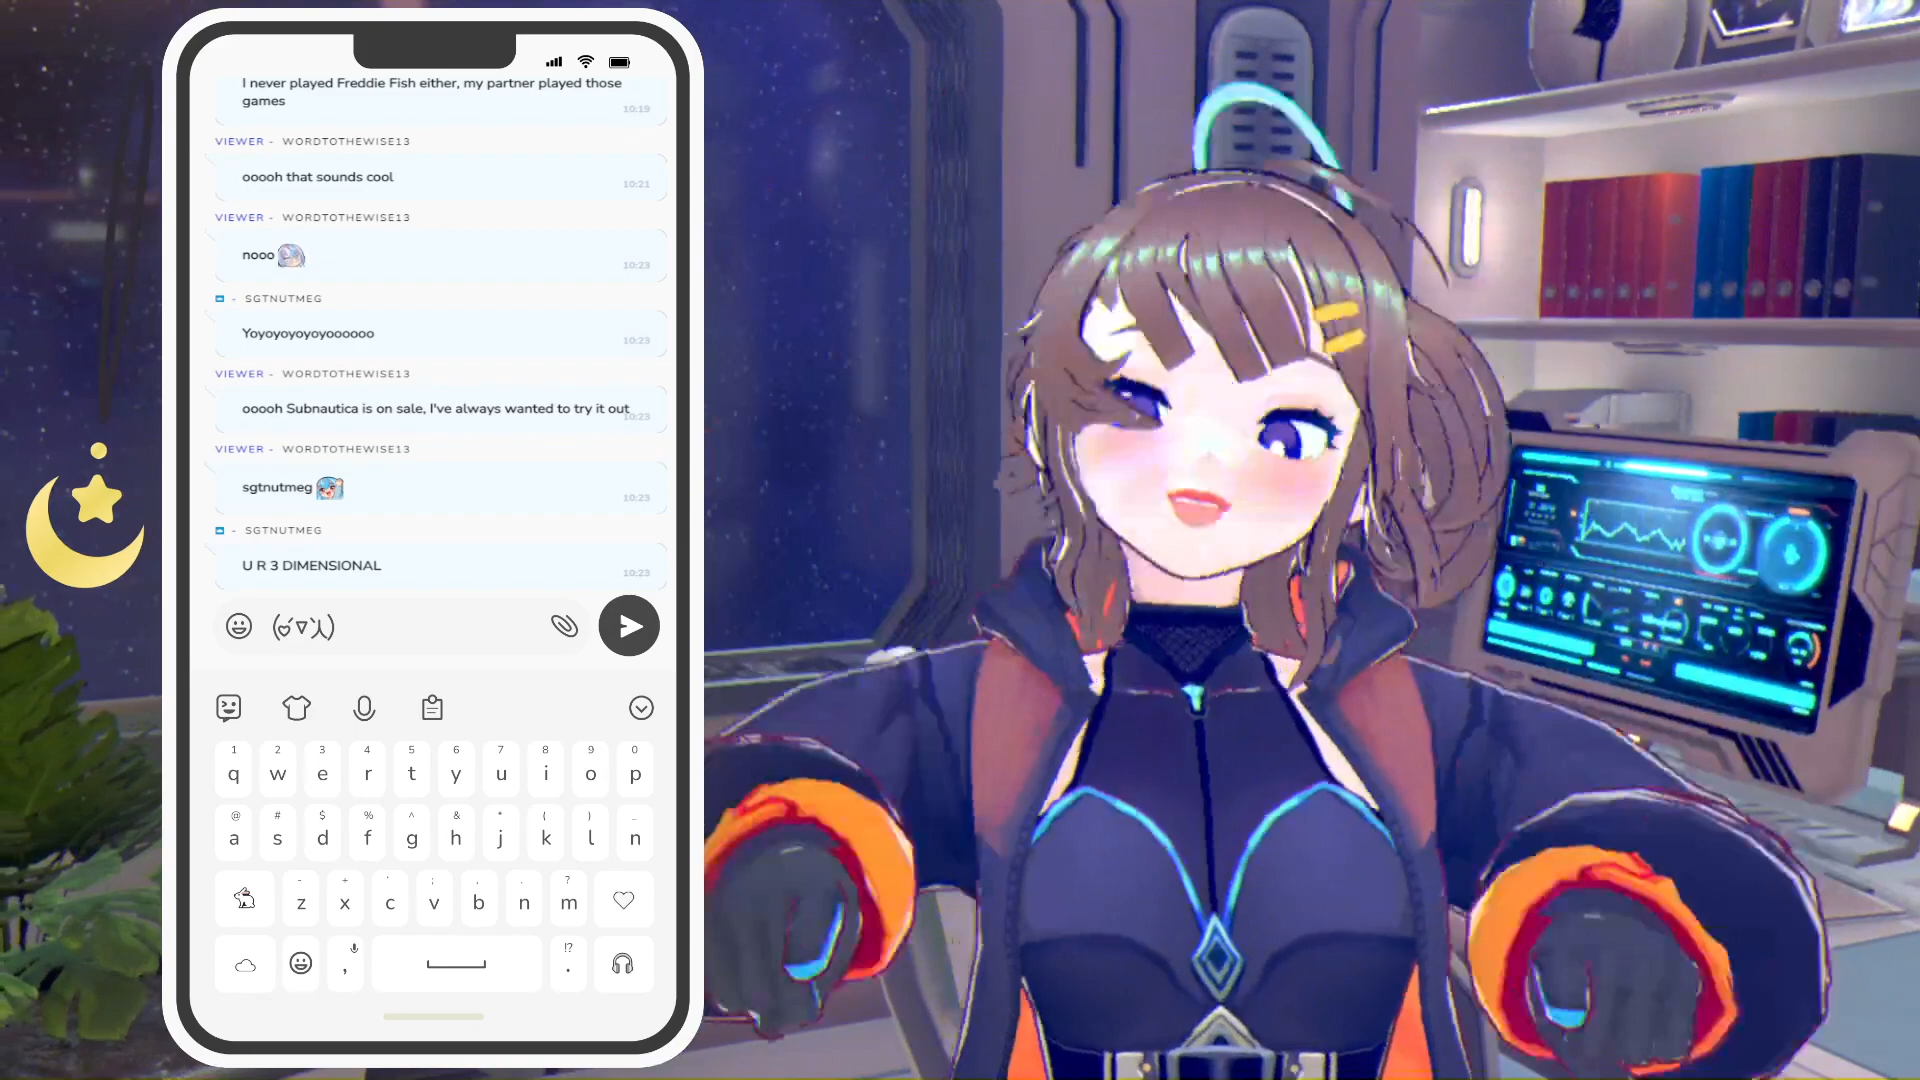 I never played Freddie Fish either, my partner played those
games
10:19
VIEWER - WORDTOTHEWISE13
ooooh that sounds cool
10:21
VIEWER - WORDTOTHEWISE13
nooo
10:23
- SGTNUTMEG
Yoyoyoyoyoyoooooo
10:23
VIEWER - WORDTOTHEWISE13
ooooh Subnautica is on sale, I've always wanted to try it out
10:23
VIEWER - WORDTOTHEWISE13
sgtnutmeg
10:23
- SGTNUTMEG
U R 3 DIMENSIONAL
10:23
1 2 3 4 5 6 7 8 9 0
q w e r t y u i o p
@ # $ % ^ & * ( ) _
a s d f g h j k l n
- + ' ; , . ?
z x c v b n m
!?
, .